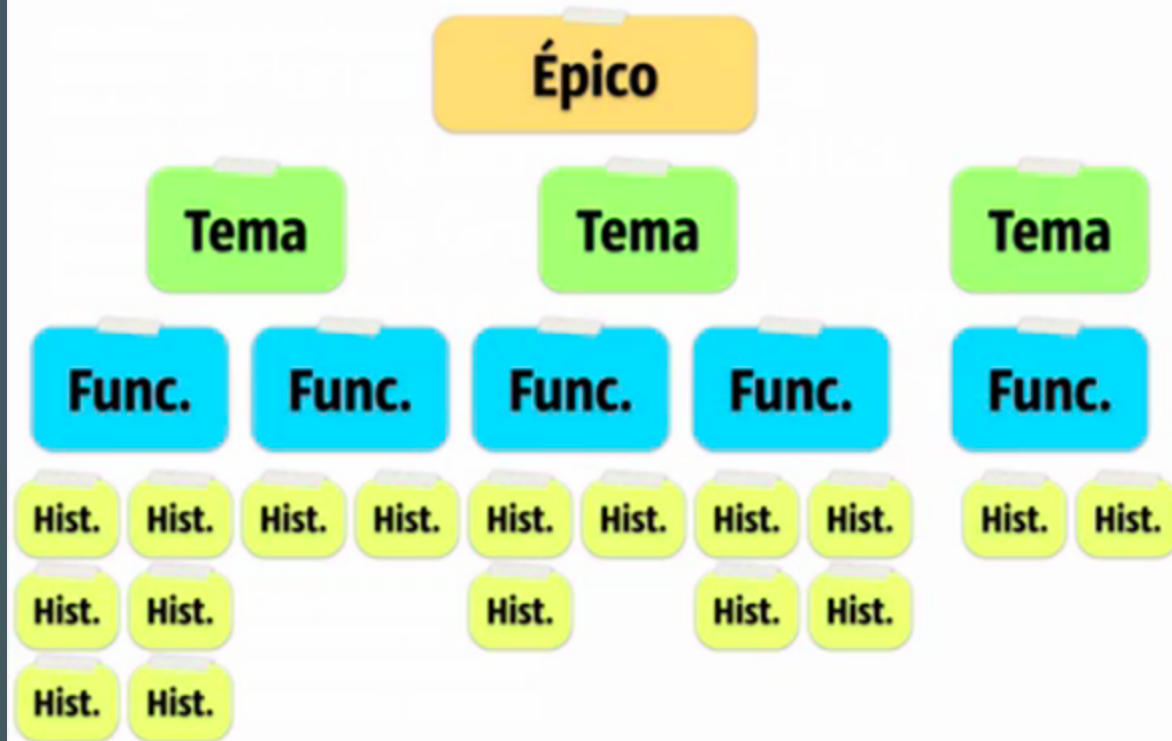 Épico
Tema Tema Tema
Func. Func. Func. Func. Func.
Hist. Hist. Hist. Hist. Hist. Hist. Hist. Hist. Hist. Hist.
Hist. Hist. Hist. Hist. Hist.
Hist. Hist.